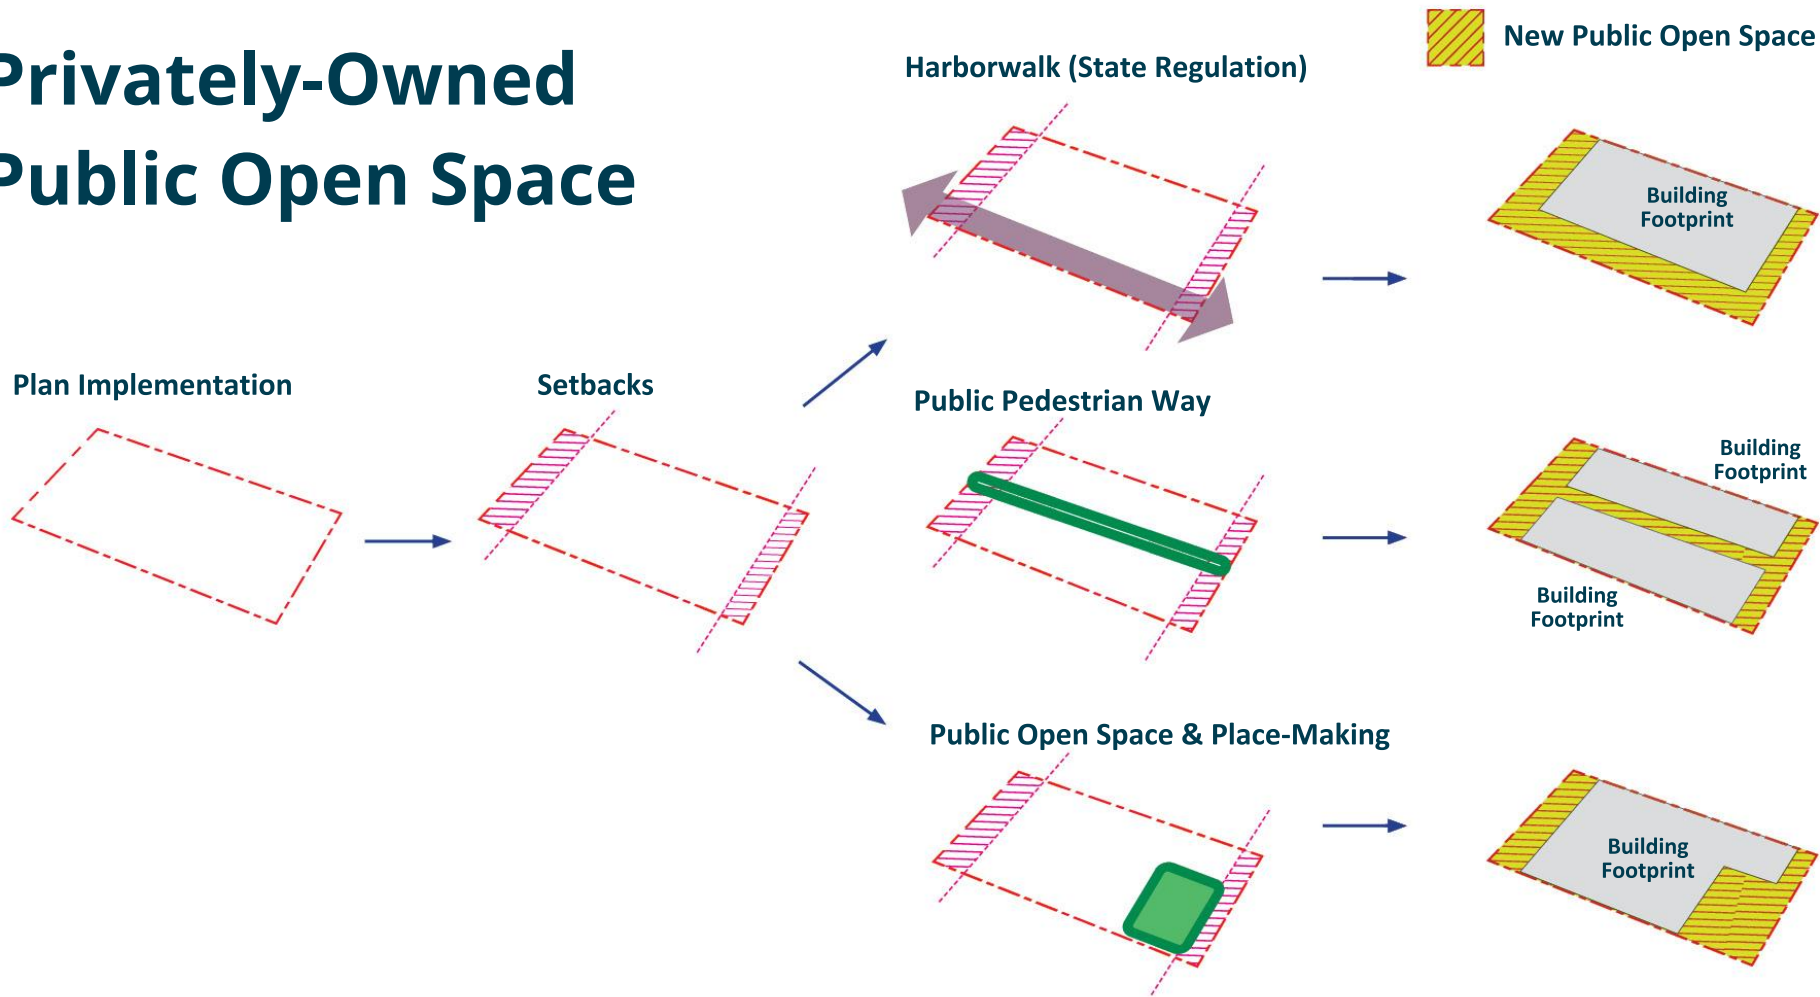 Privately-Owned
Public Open Space
New Public Open Space
Harborwalk (State Regulation)
Building
Footprint
Plan Implementation
Setbacks
Public Pedestrian Way
Building
Footprint
Building
Footprint
Public Open Space & Place-Making
Building
Footprint